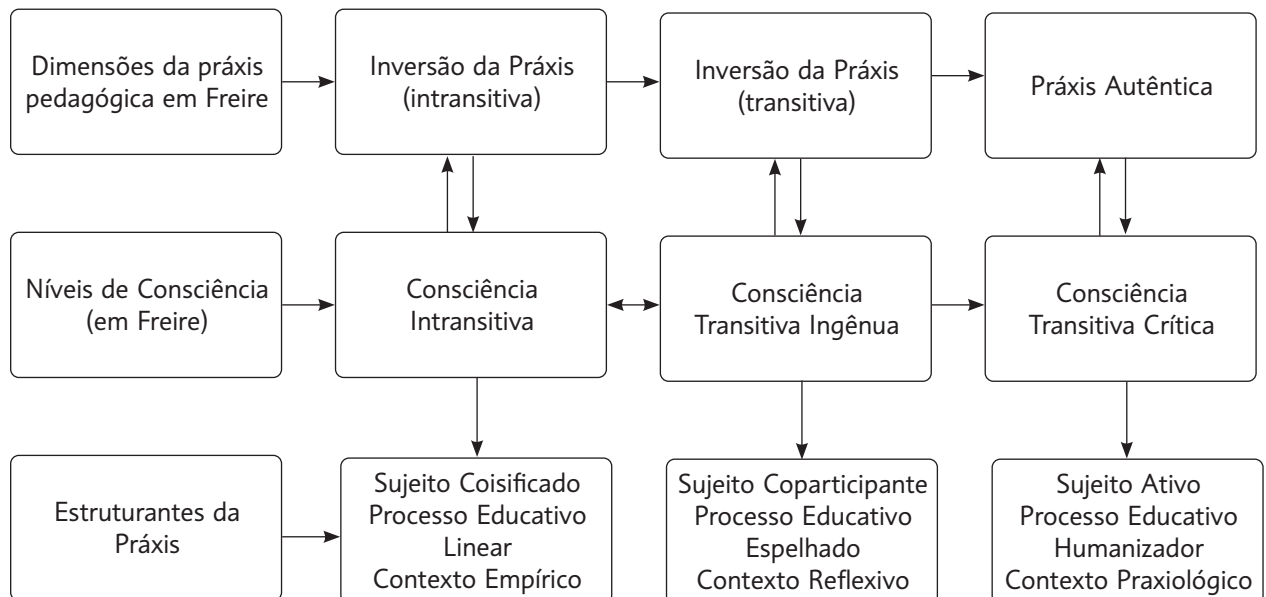 Dimensões da práxis
pedagógica em Freire
Inversão da Práxis
(intransitiva)
Inversão da Práxis
(transitiva)
Práxis Autêntica
Níveis de Consciência
(em Freire)
Consciência
Intransitiva
Consciência
Transitiva Ingênua
Consciência
Transitiva Crítica
Estruturantes da
Práxis
Sujeito Coisificado
Processo Educativo
Linear
Contexto Empírico
Sujeito Coparticipante
Processo Educativo
Espelhado
Contexto Reflexivo
Sujeito Ativo
Processo Educativo
Humanizador
Contexto Praxiológico